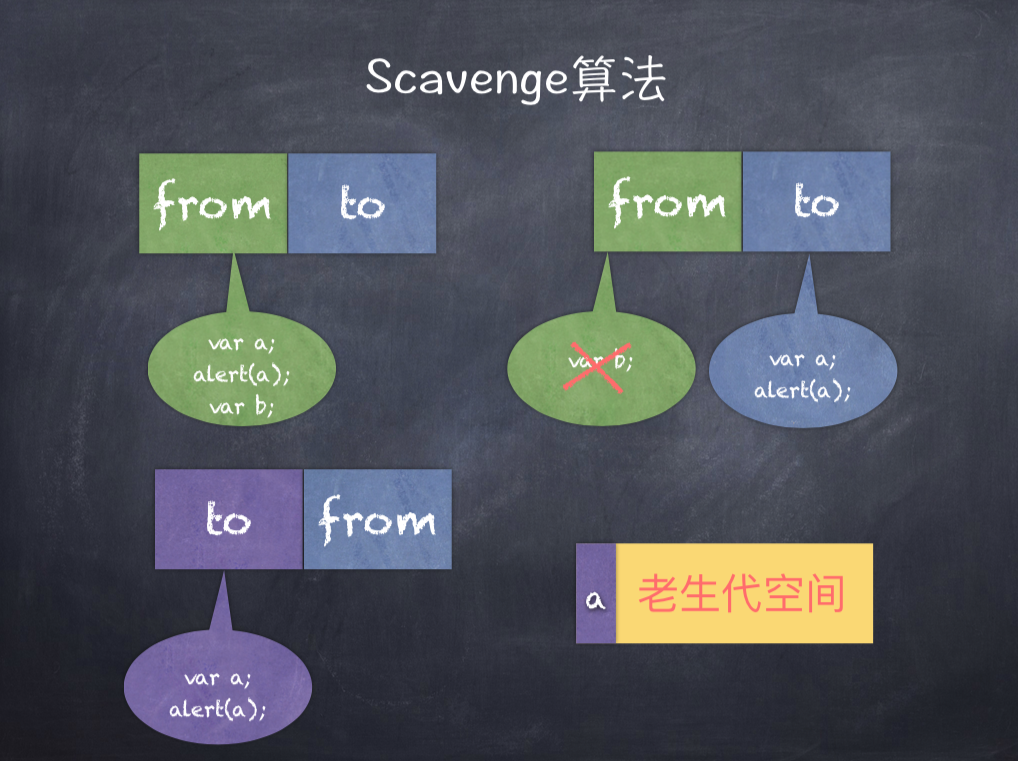 Scavenge算法
from to
var a;
alert(a);
var b;
from to
var b;
var a;
alert(a);
to from
var a;
alert(a);
a 老生代空间